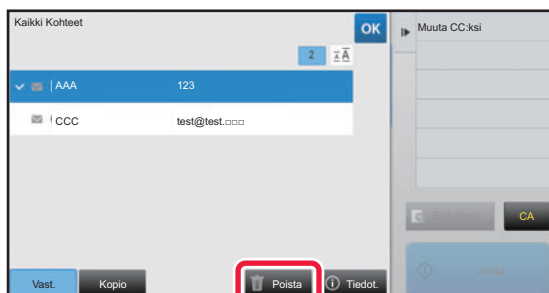 Kaikki Kohteet
OK
Muuta CC:ksi
2
AAA 123
CCC test@test.□□□
CA
Vast. Kopio Poista Tiedot.